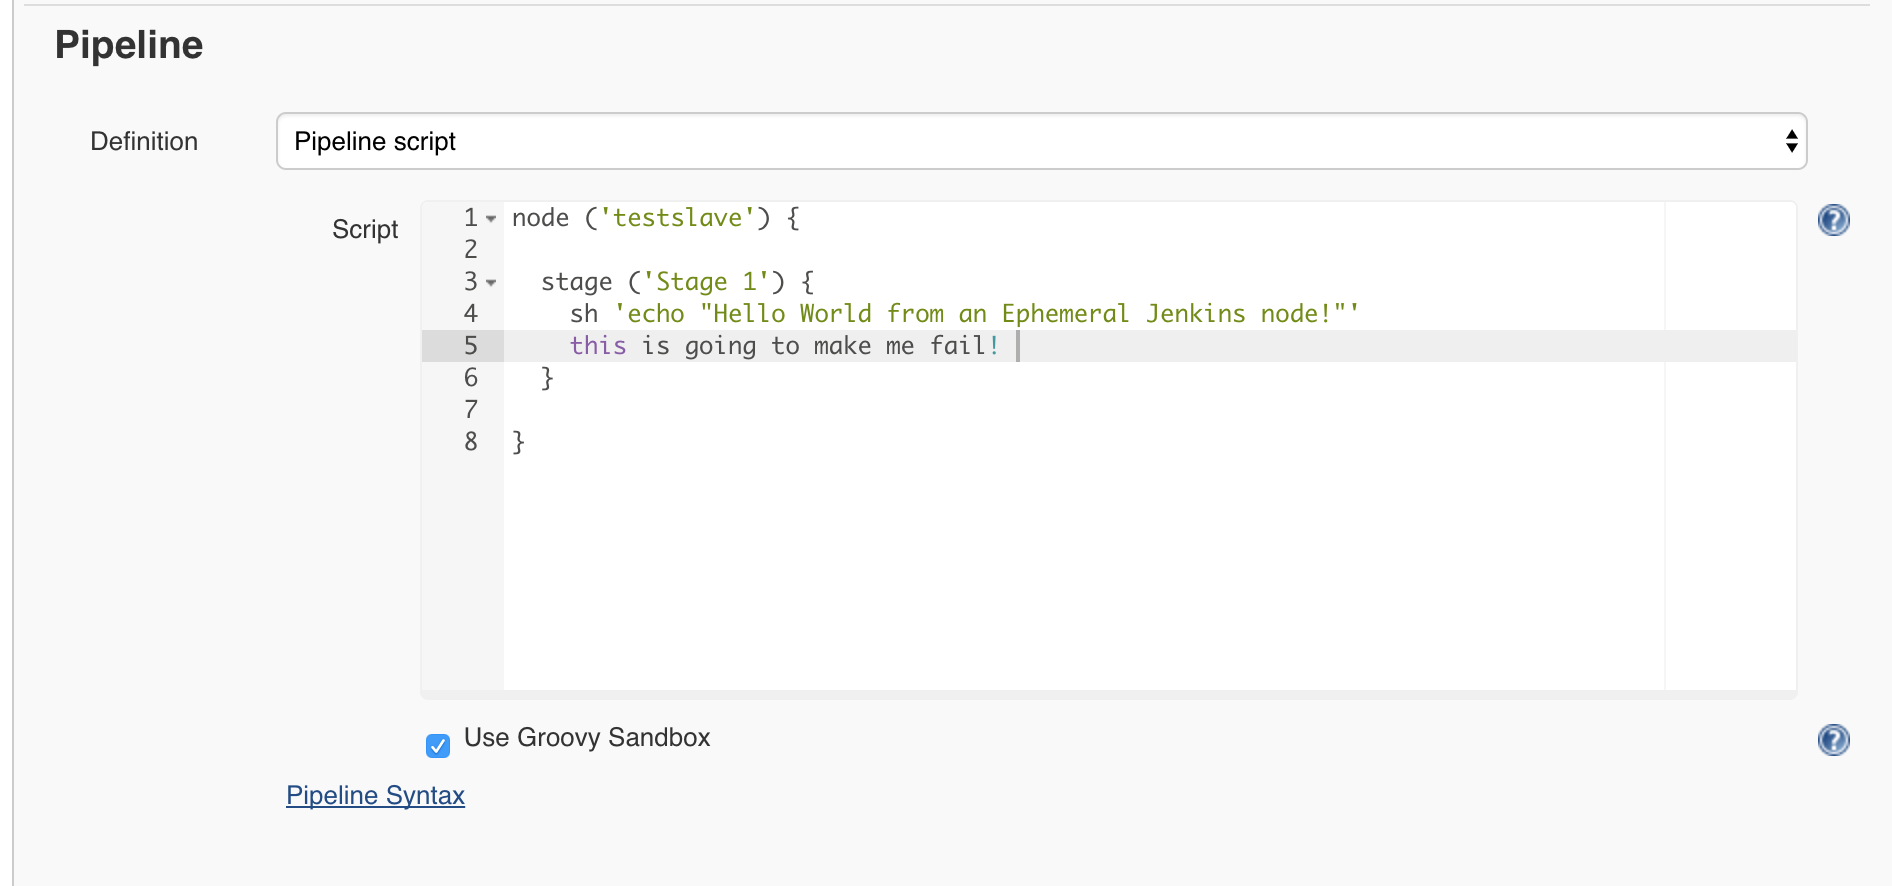 Pipeline
Definition
Pipeline script
Script
1 node ('testslave') {
2
3   stage ('Stage 1') {
4     sh 'echo "Hello World from an Ephemeral Jenkins node!"'
5     this is going to make me fail!
6   }
7
8 }
Use Groovy Sandbox
Pipeline Syntax